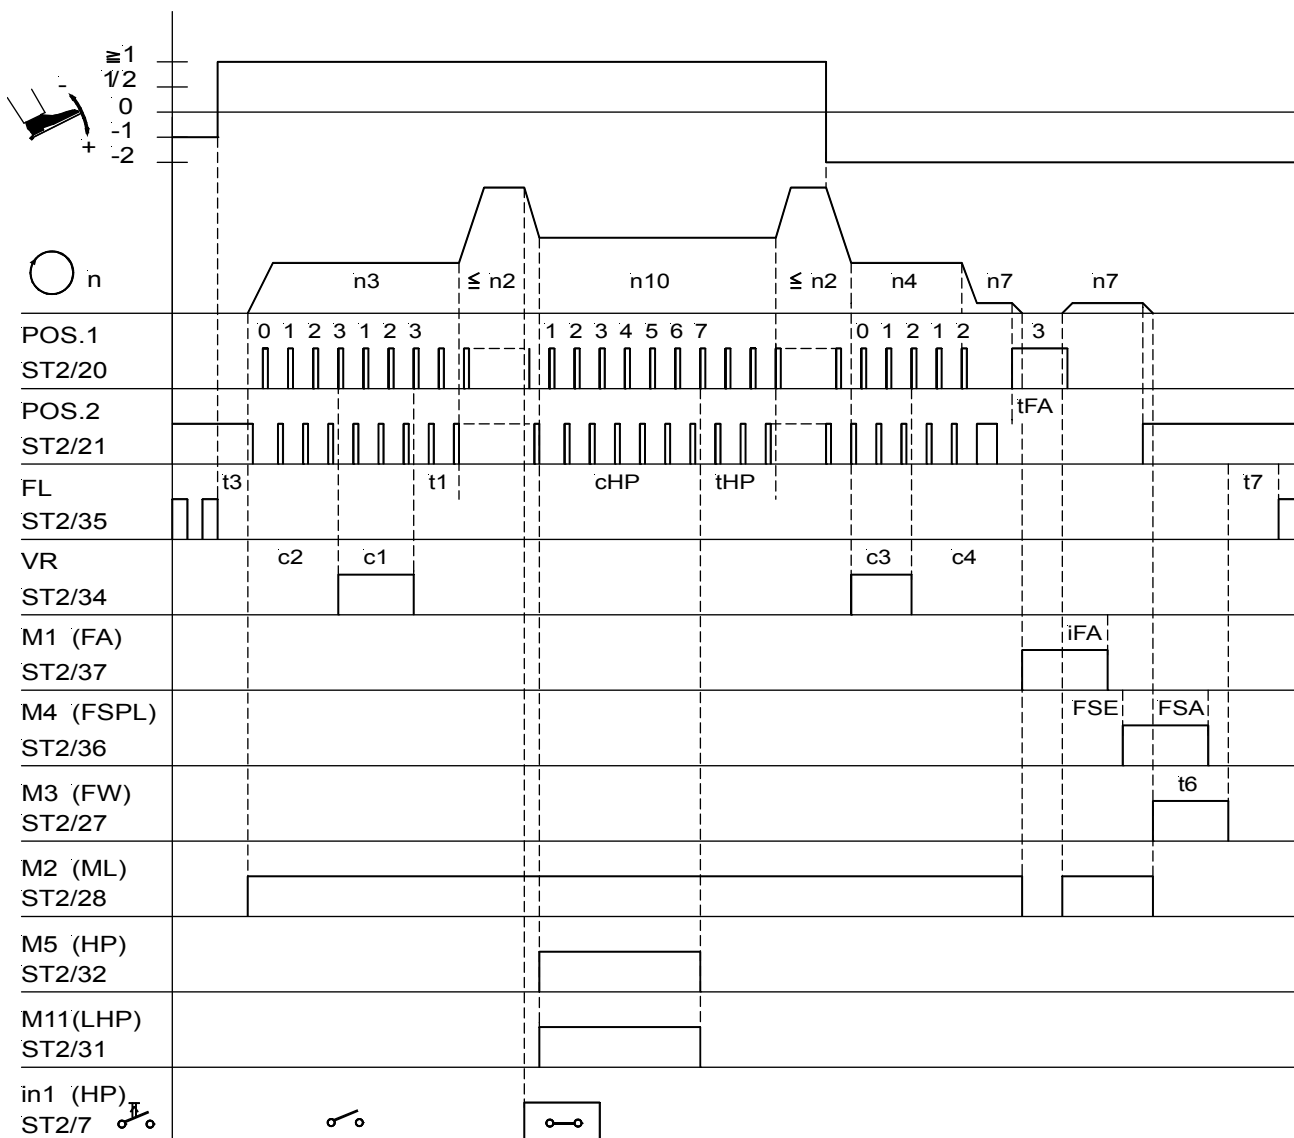 ≧1
1/2
0
-1
-2
-
+
n
n3
≦ n2
n10
≦ n2
n4
n7
n7
POS.1
ST2/20
0 1 2 3 1 2 3
1 2 3 4 5 6 7
0 1 2 1 2
3
POS.2
ST2/21
tFA
FL
ST2/35
t3
t1
cHP
tHP
t7
VR
ST2/34
c2
c1
c3
c4
M1 (FA)
ST2/37
iFA
M4 (FSPL)
ST2/36
FSE
FSA
M3 (FW)
ST2/27
t6
M2 (ML)
ST2/28
M5 (HP)
ST2/32
M11(LHP)
ST2/31
in1 (HP)
ST2/7